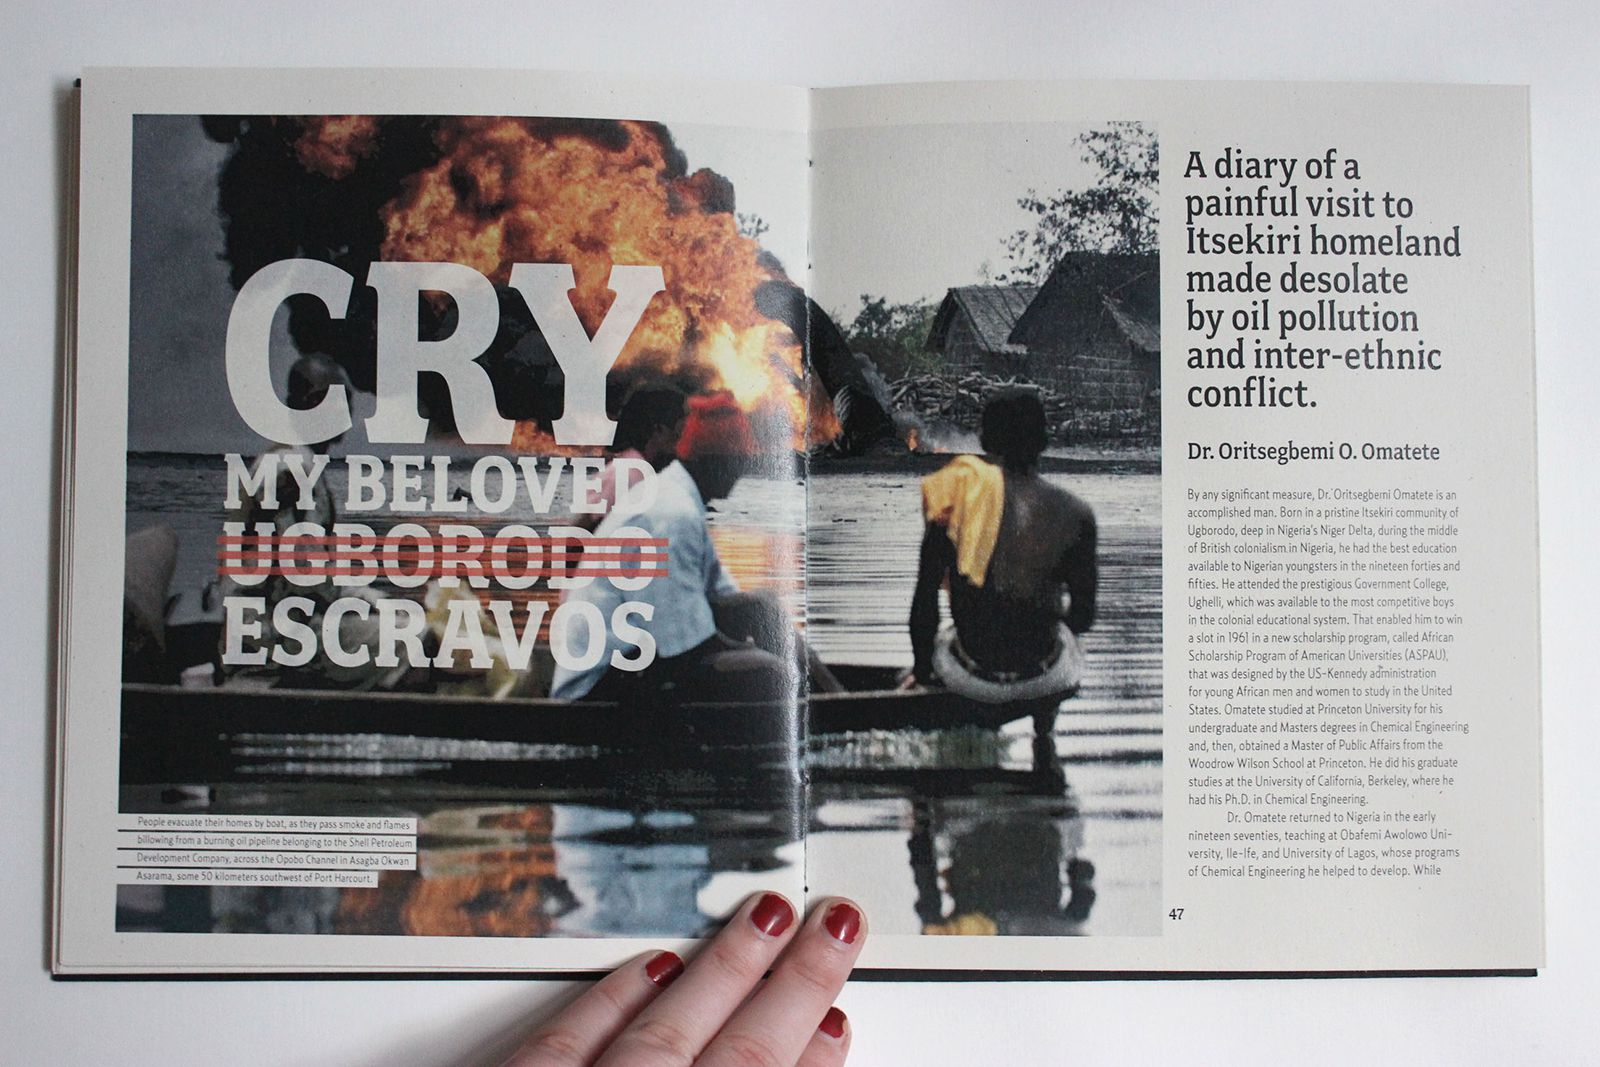 CRY
MY BELOVED
UGBORODO
ESCRAVOS
People evacuate their homes by boat, as they pass smoke and flames
billowing from a burning oil pipeline belonging to the Shell Petroleum
Development Company, across the Opobo Channel in Asagba Okwan
Asarama, some 50 kilometers southwest of Port Harcourt.
A diary of a
painful visit to
Itsekiri homeland
made desolate
by oil pollution
and inter-ethnic
conflict.
Dr. Oritsegbemi O. Omatete
By any significant measure, Dr. Oritsegbemi Omatete is an
accomplished man. Born in a pristine Itsekiri community of
Ugborodo, deep in Nigeria's Niger Delta, during the middle
of British colonialism in Nigeria, he had the best education
available to Nigerian youngsters in the nineteen forties and
fifties. He attended the prestigious Government College,
Ughelli, which was available to the most competitive boys
in the colonial educational system. That enabled him to win
a slot in 1961 in a new scholarship program, called African
Scholarship Program of American Universities (ASPAU),
that was designed by the US-Kennedy administration
for young African men and women to study in the United
States. Omatete studied at Princeton University for his
undergraduate and Masters degrees in Chemical Engineering
and, then, obtained a Master of Public Affairs from the
Woodrow Wilson School at Princeton. He did his graduate
studies at the University of California, Berkeley, where he
had his Ph.D. in Chemical Engineering.
Dr. Omatete returned to Nigeria in the early
nineteen seventies, teaching at Obafemi Awolowo Uni-
versity, Ile-Ife, and University of Lagos, whose programs
of Chemical Engineering he helped to develop. While
47